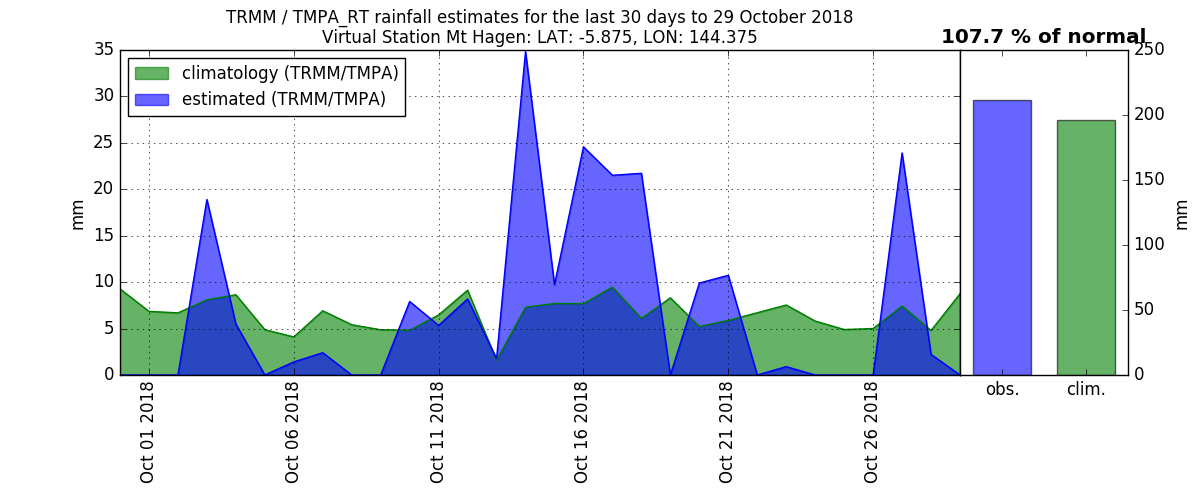 TRMM / TMPA_RT rainfall estimates for the last 30 days to 29 October 2018
Virtual Station Mt Hagen: LAT: -5.875, LON: 144.375
107.7 % of normal
climatology (TRMM/TMPA)
estimated (TRMM/TMPA)
35
30
25
20
15
10
5
0
mm
Oct 01 2018
Oct 06 2018
Oct 11 2018
Oct 16 2018
Oct 21 2018
Oct 26 2018
obs.
clim.
250
200
150
100
50
0
mm